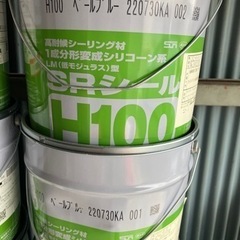 H100 ペールブルー 220730KA 002
高耐候シーリング材
1成分形変成シリコーン系
LM(低モジュラス)型
SRシール
H100
ペールブルー 220730KA 001